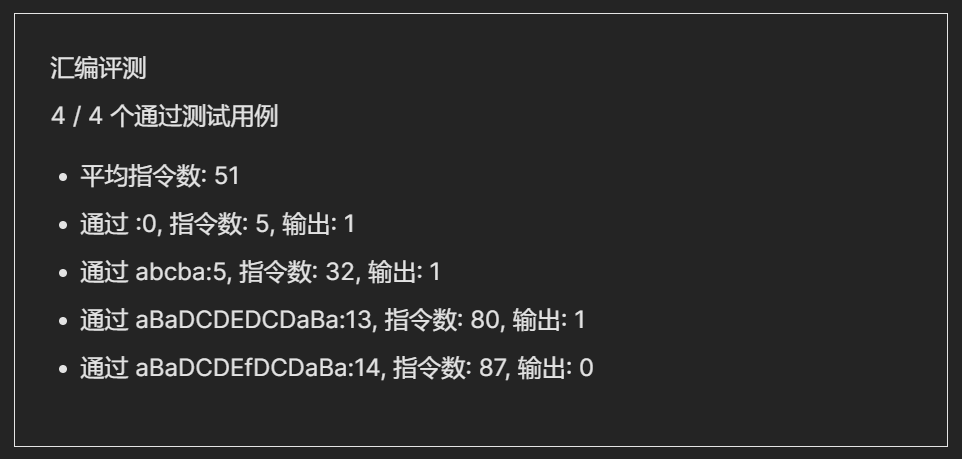 汇编评测
4 / 4 个通过测试用例
• 平均指令数: 51
• 通过 :0, 指令数: 5, 输出: 1
• 通过 abcba:5, 指令数: 32, 输出: 1
• 通过 aBaDCDEDCDaBa:13, 指令数: 80, 输出: 1
• 通过 aBaDCDEfDCDaBa:14, 指令数: 87, 输出: 0